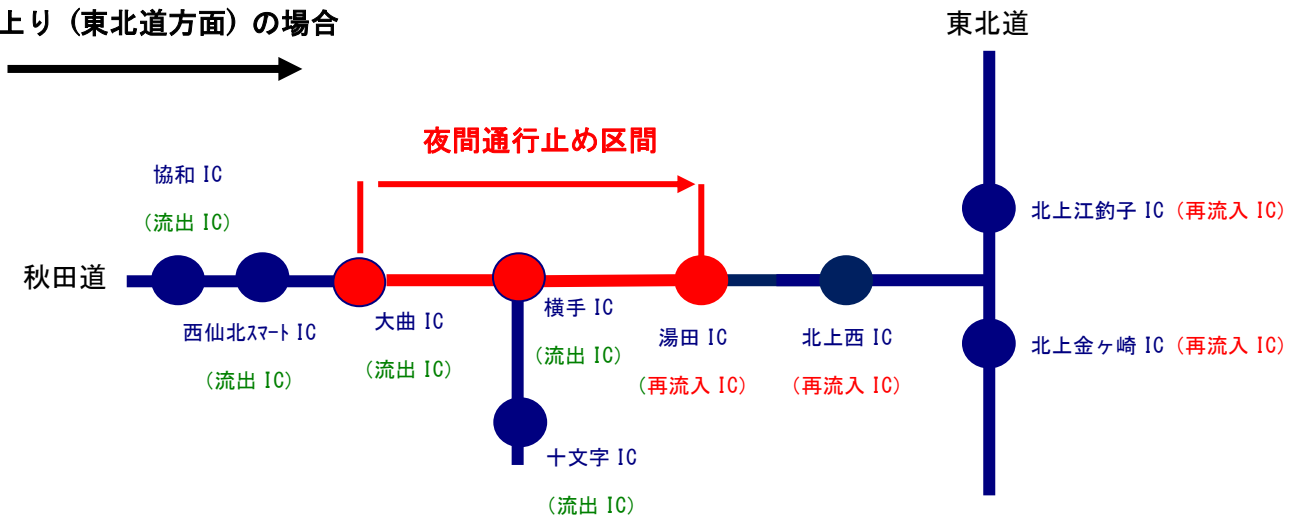 上り (東北道方面) の場合
東北道
夜間通行止め区間
協和 IC
(流出 IC)
北上江釣子 IC (再流入 IC)
秋田道
西仙北スマート IC
(流出 IC)
大曲 IC
(流出 IC)
横手 IC
(流出 IC)
湯田 IC
(再流入 IC)
北上西 IC
(再流入 IC)
北上金ヶ崎 IC (再流入 IC)
十文字 IC
(流出 IC)